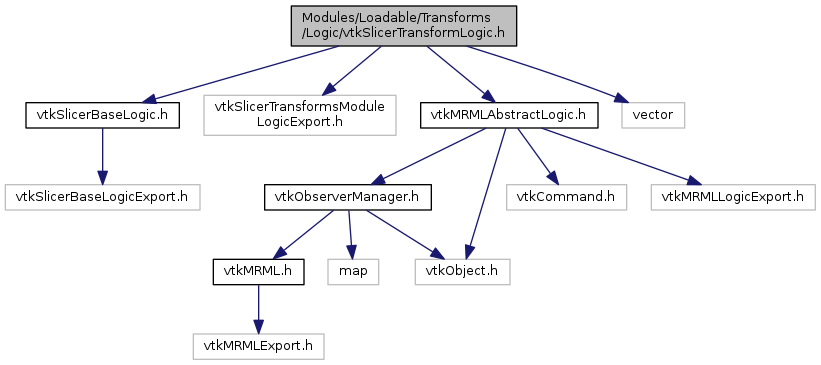 Modules/Loadable/Transforms
/Logic/vtkSlicerTransformLogic.h
vtkSlicerBaseLogic.h
vtkSlicerTransformsModule
LogicExport.h
vtkMRMLAbstractLogic.h
vector
vtkSlicerBaseLogicExport.h
vtkObserverManager.h
vtkCommand.h
vtkMRMLLogicExport.h
vtkMRML.h
map
vtkObject.h
vtkMRMLExport.h